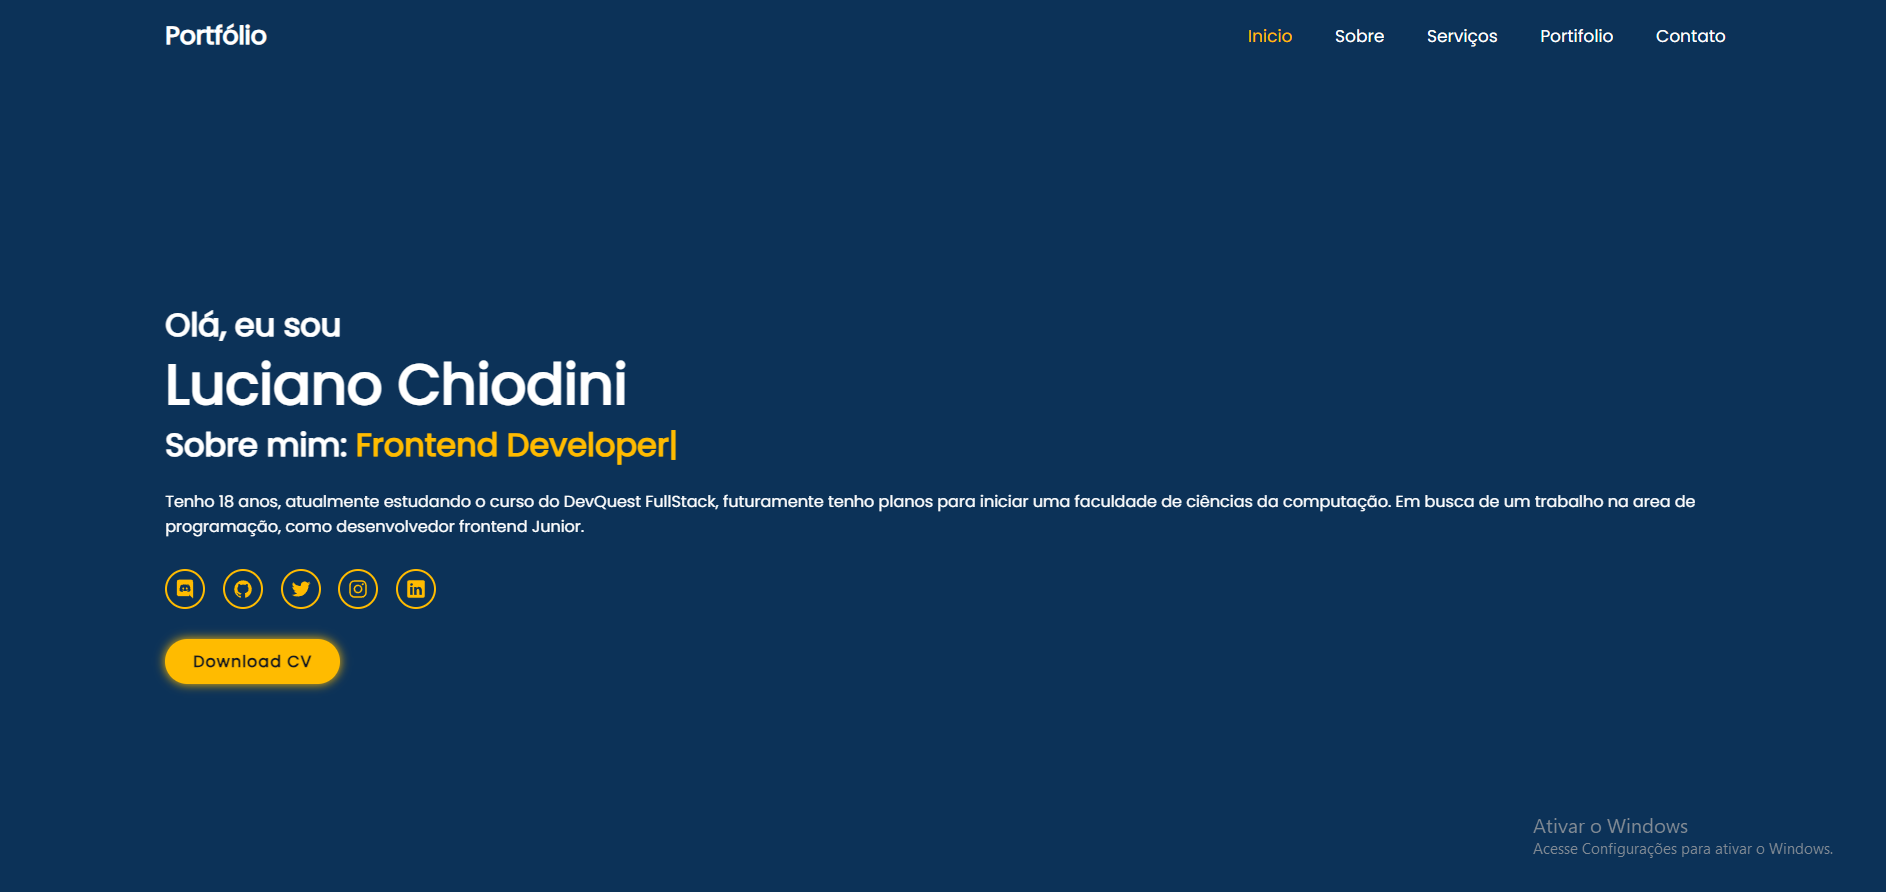 Portfólio
Inicio Sobre Serviços Portifolio Contato
Olá, eu sou
Luciano Chiodini
Sobre mim: Frontend Developer|
Tenho 18 anos, atualmente estudando o curso do DevQuest FullStack, futuramente tenho planos para iniciar uma faculdade de ciências da computação. Em busca de um trabalho na area de
programação, como desenvolvedor frontend Junior.
in
Download CV
Ativar o Windows
Acesse Configurações para ativar o Windows.